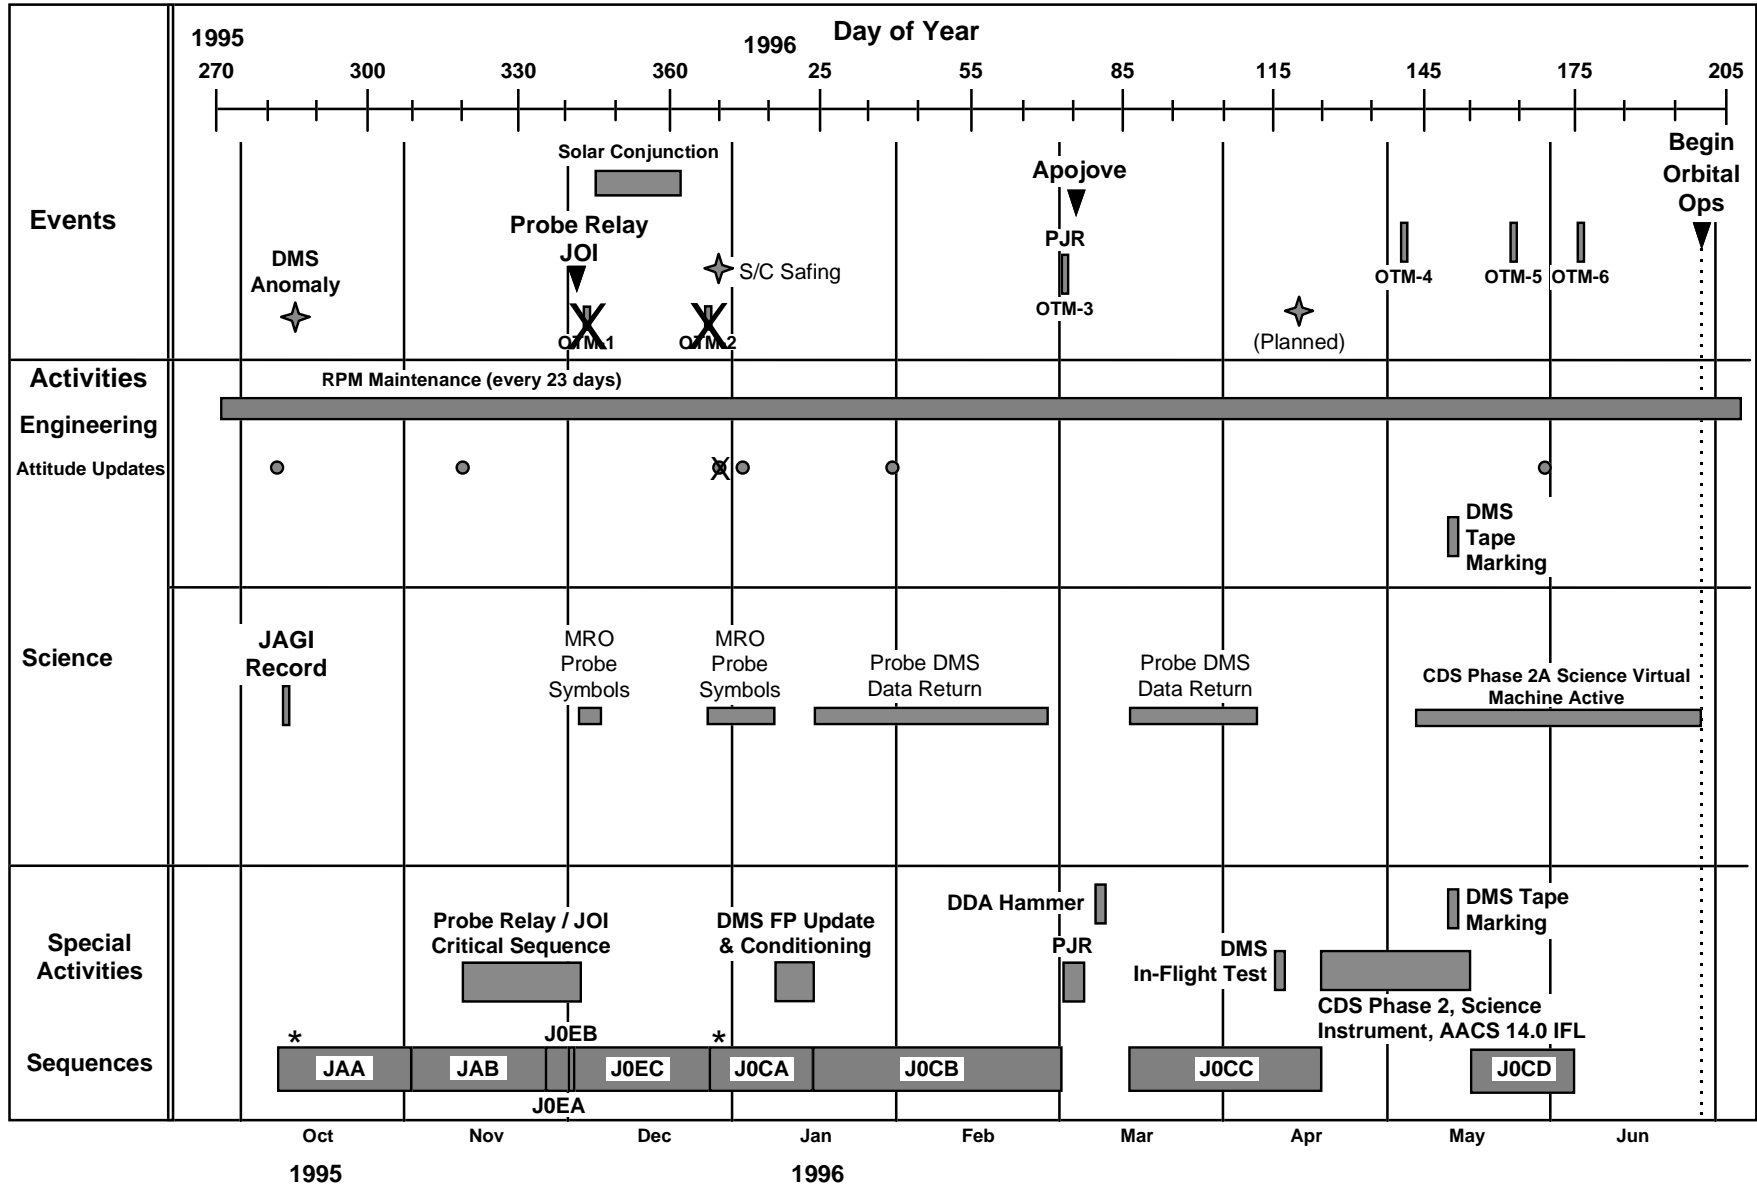 Day of Year
1995
1996
270 300 330 360 25 55 85 115 145 175 205
Events
Solar Conjunction
Probe Relay
JOI
DMS
Anomaly
S/C Safing
OTM-1
OTM-2
Apojove
PJR
OTM-3
(Planned)
OTM-4
OTM-5
OTM-6
Begin
Orbital
Ops
Activities
RPM Maintenance (every 23 days)
Engineering
Attitude Updates
X
DMS
Tape
Marking
Science
JAGI
Record
MRO
Probe
Symbols
MRO
Probe
Symbols
Probe DMS
Data Return
Probe DMS
Data Return
CDS Phase 2A Science Virtual
Machine Active
Special
Activities
Probe Relay / JOI
Critical Sequence
DMS FP Update
& Conditioning
DDA Hammer
PJR
DMS
In-Flight Test
DMS Tape
Marking
CDS Phase 2, Science
Instrument, AACS 14.0 IFL
Sequences
* *
J0EB
JAA JAB J0EC J0CA J0CB J0CC J0CD
J0EA
Oct Nov Dec Jan Feb Mar Apr May Jun
1995 1996